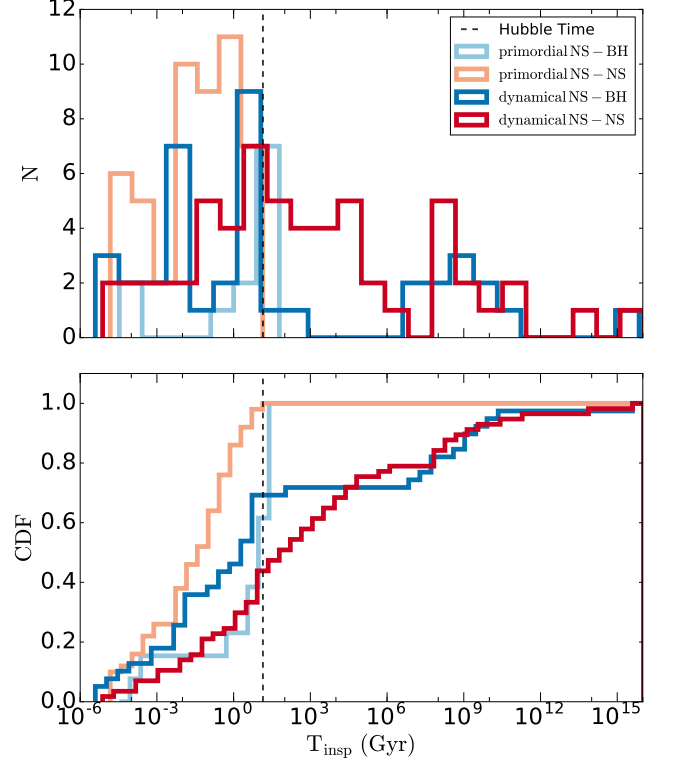 12
10
8
6
4
2
0
N
Hubble Time
primordial NS − BH
primordial NS − NS
dynamical NS − BH
dynamical NS − NS
1.0
0.8
0.6
0.4
0.2
0.0
CDF
10^-6 10^-3 10^0 10^3 10^6 10^9 10^12 10^15
T_insp (Gyr)